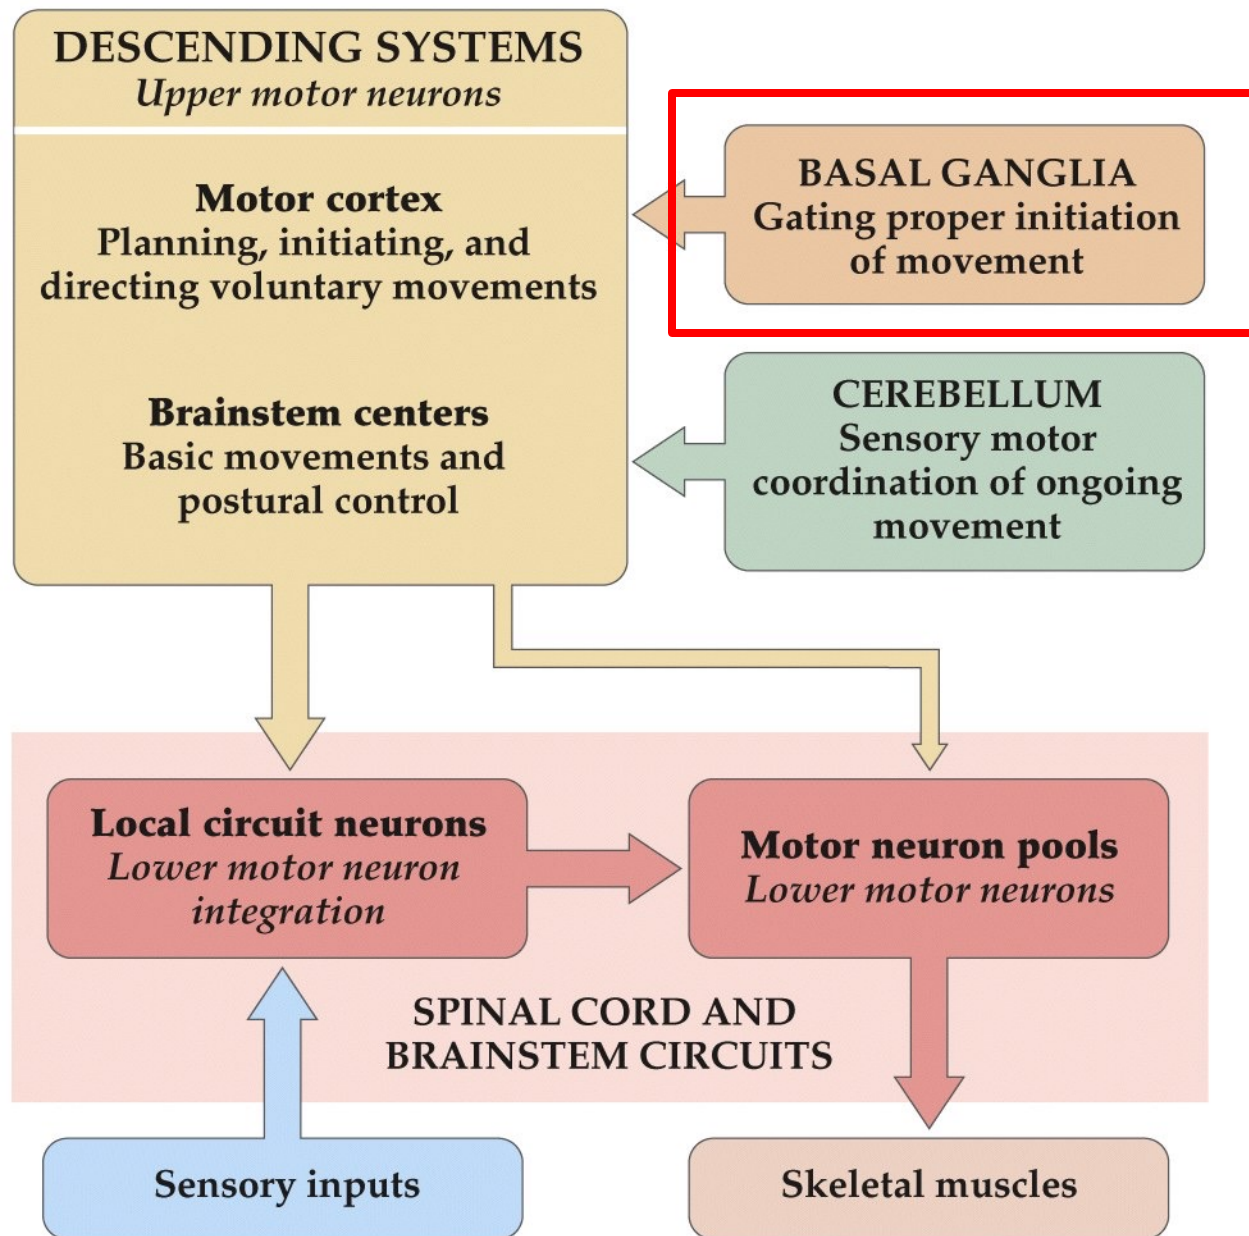 DESCENDING SYSTEMS
Upper motor neurons
Motor cortex
Planning, initiating, and
directing voluntary movements
Brainstem centers
Basic movements and
postural control
BASAL GANGLIA
Gating proper initiation
of movement
CEREBELLUM
Sensory motor
coordination of ongoing
movement
Local circuit neurons
Lower motor neuron
integration
Motor neuron pools
Lower motor neurons
SPINAL CORD AND
BRAINSTEM CIRCUITS
Sensory inputs
Skeletal muscles